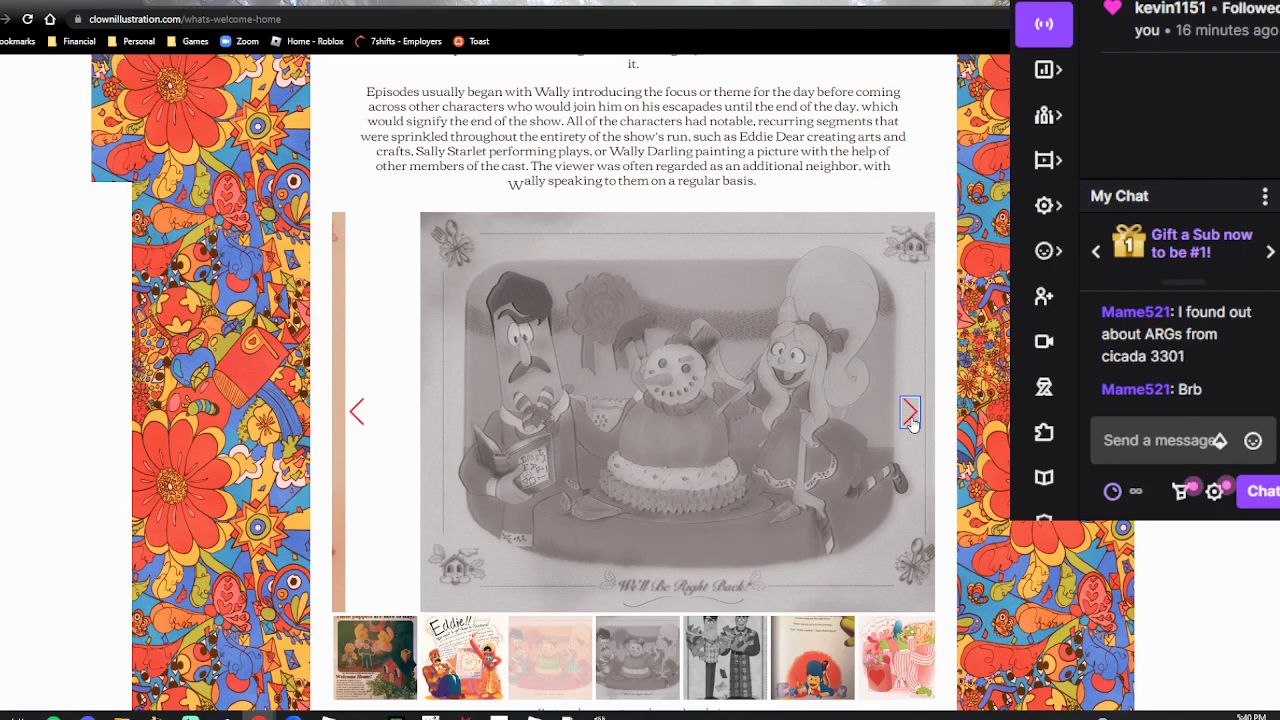 clownillustration.com/whats-welcome-home
ookmarks
Financial
Personal
Games
Zoom
Home - Roblox
7shifts - Employers
Toast
it.
Episodes usually began with Wally introducing the focus or theme for the day before coming
across other characters who would join him on his escapades until the end of the day, which
would signify the end of the show. All of the characters had notable, recurring segments that
were sprinkled throughout the entirety of the show's run, such as Eddie Dear creating arts and
crafts, Sally Starlet performing plays, or Wally Darling painting a picture with the help of
other members of the cast. The viewer was often regarded as an additional neighbor, with
Wally speaking to them on a regular basis.
We'll Be Right Back!
Eddie!!
Welcome Home!
kevin1151 • Followed
you • 16 minutes ago
My Chat
1
Gift a Sub now
to be #1!
Mame521: I found out
about ARGs from
cicada 3301
Mame521: Brb
Send a message
Chat
5:40 PM